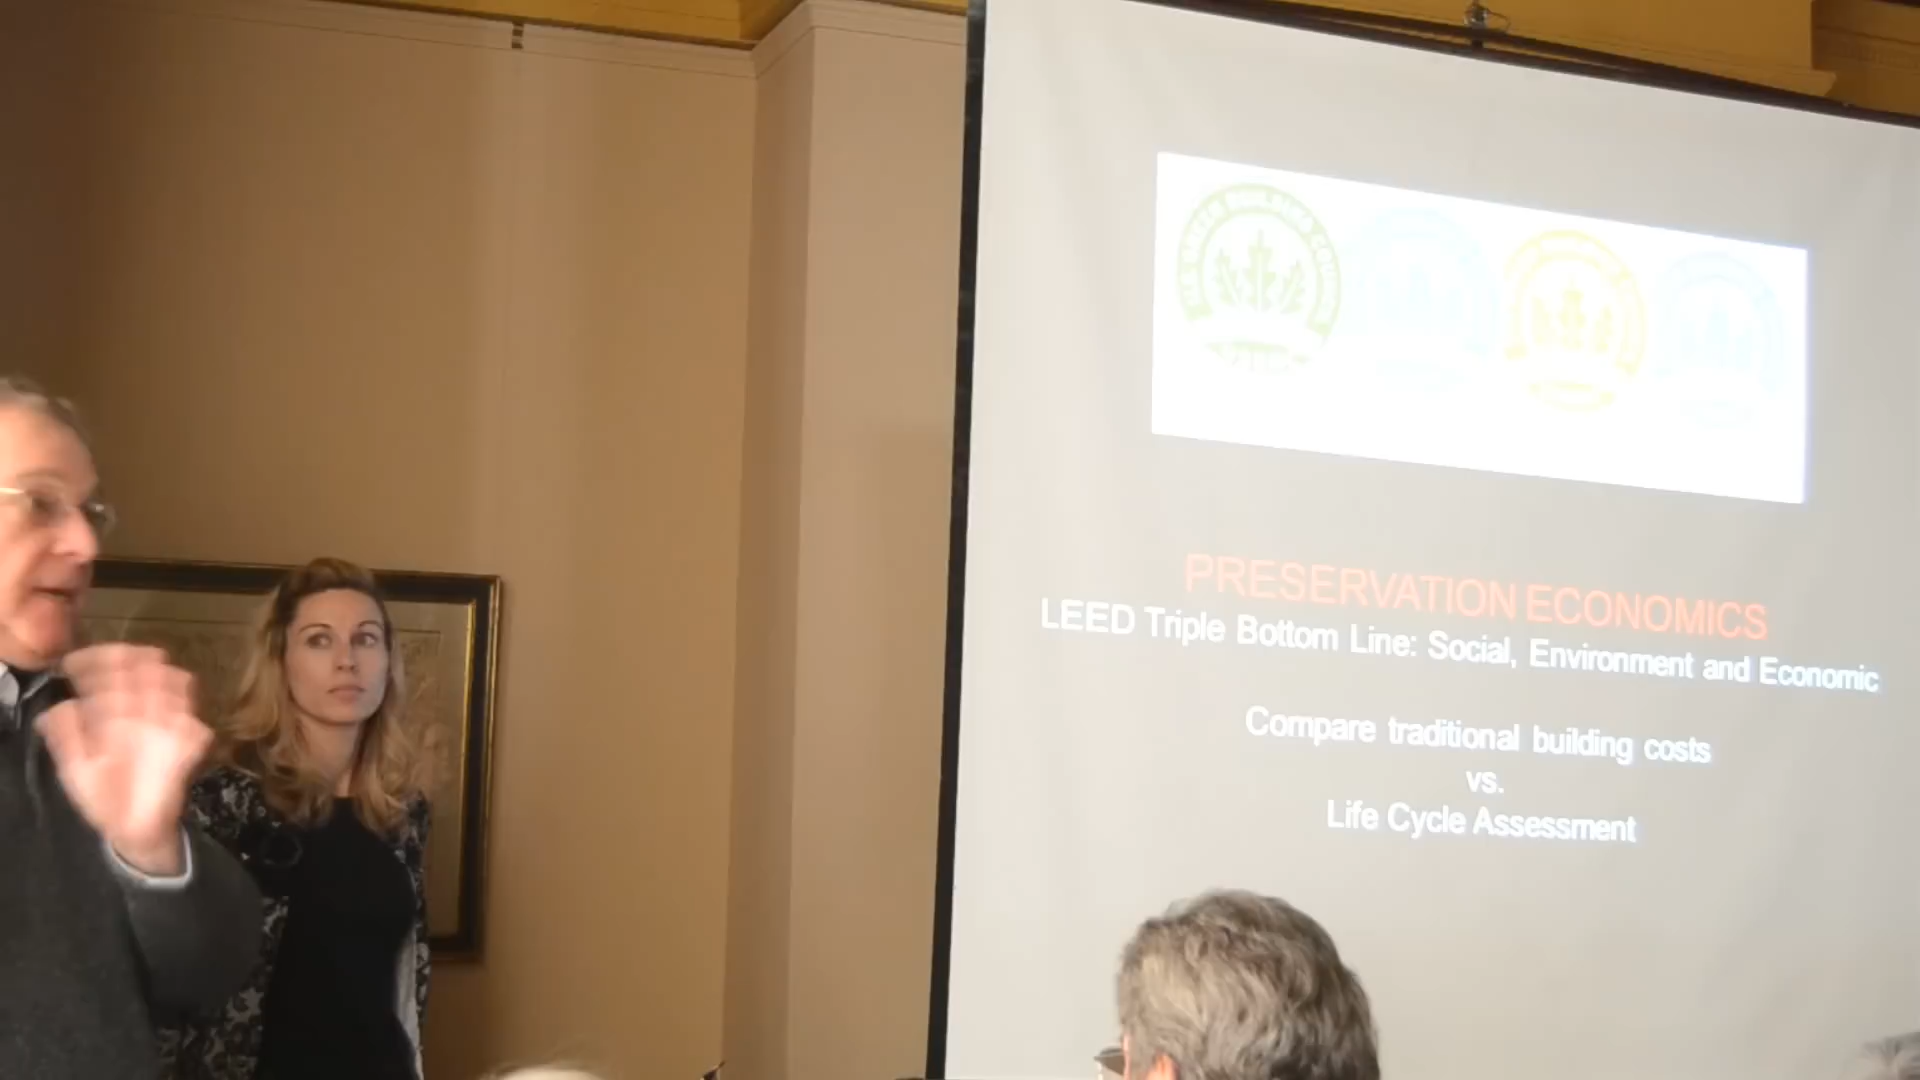 PRESERVATION ECONOMICS
LEED Triple Bottom Line: Social, Environment and Economic
Compare traditional building costs
vs.
Life Cycle Assessment